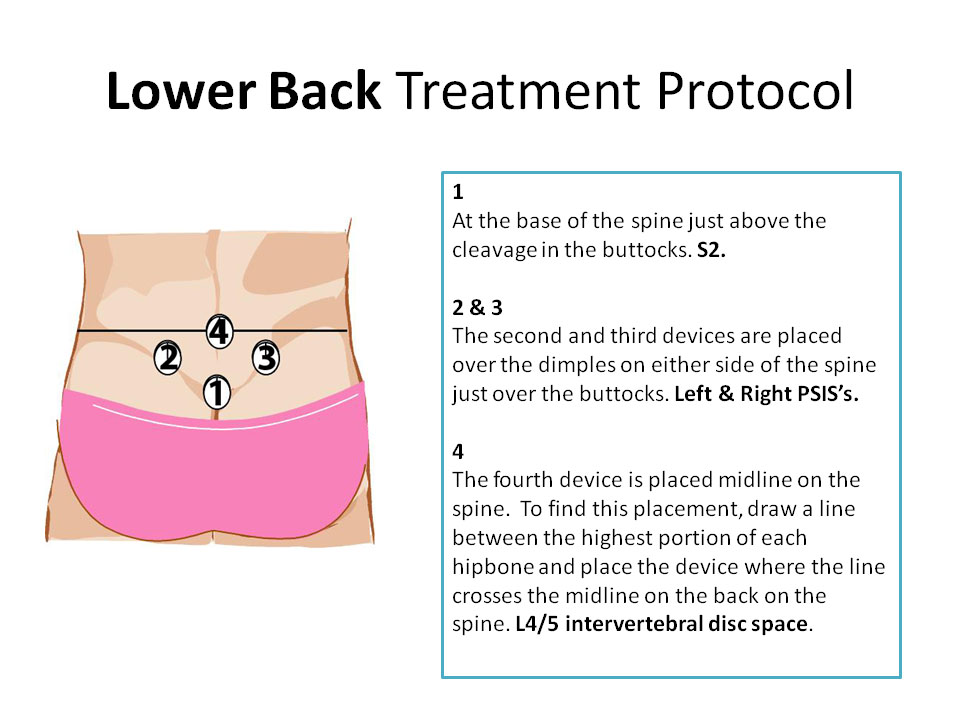 Lower Back Treatment Protocol
1
At the base of the spine just above the
cleavage in the buttocks. S2.
2 & 3
The second and third devices are placed
over the dimples on either side of the spine
just over the buttocks. Left & Right PSIS’s.
4
The fourth device is placed midline on the
spine.  To find this placement, draw a line
between the highest portion of each
hipbone and place the device where the line
crosses the midline on the back on the
spine. L4/5 intervertebral disc space.
4
2
3
1